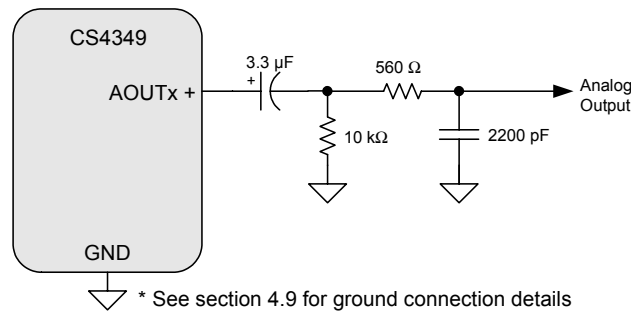 CS4349
3.3 µF
+
560 Ω
AOUTx +
Analog
Output
10 kΩ
2200 pF
GND
* See section 4.9 for ground connection details